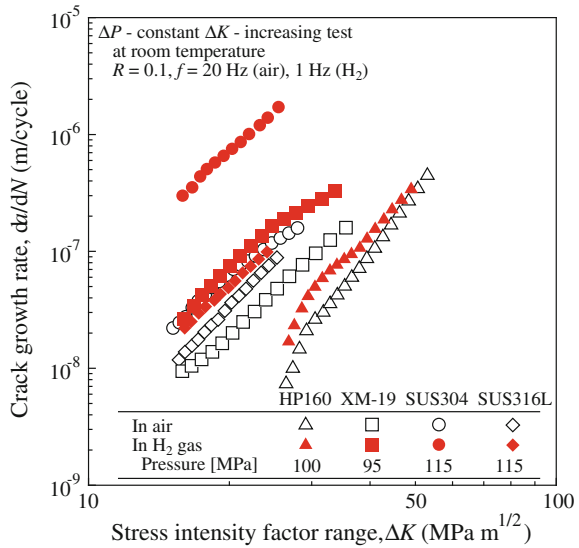 10⁻⁵
ΔP - constant ΔK - increasing test
at room temperature
R = 0.1, f = 20 Hz (air), 1 Hz (H₂)
10⁻⁶
10⁻⁷
10⁻⁸
10⁻⁹
Crack growth rate, da/dN (m/cycle)
HP160 XM-19 SUS304 SUS316L
In air
In H₂ gas
Pressure [MPa] 100 95 115 115
10 50 100
Stress intensity factor range, ΔK (MPa m^1/2)